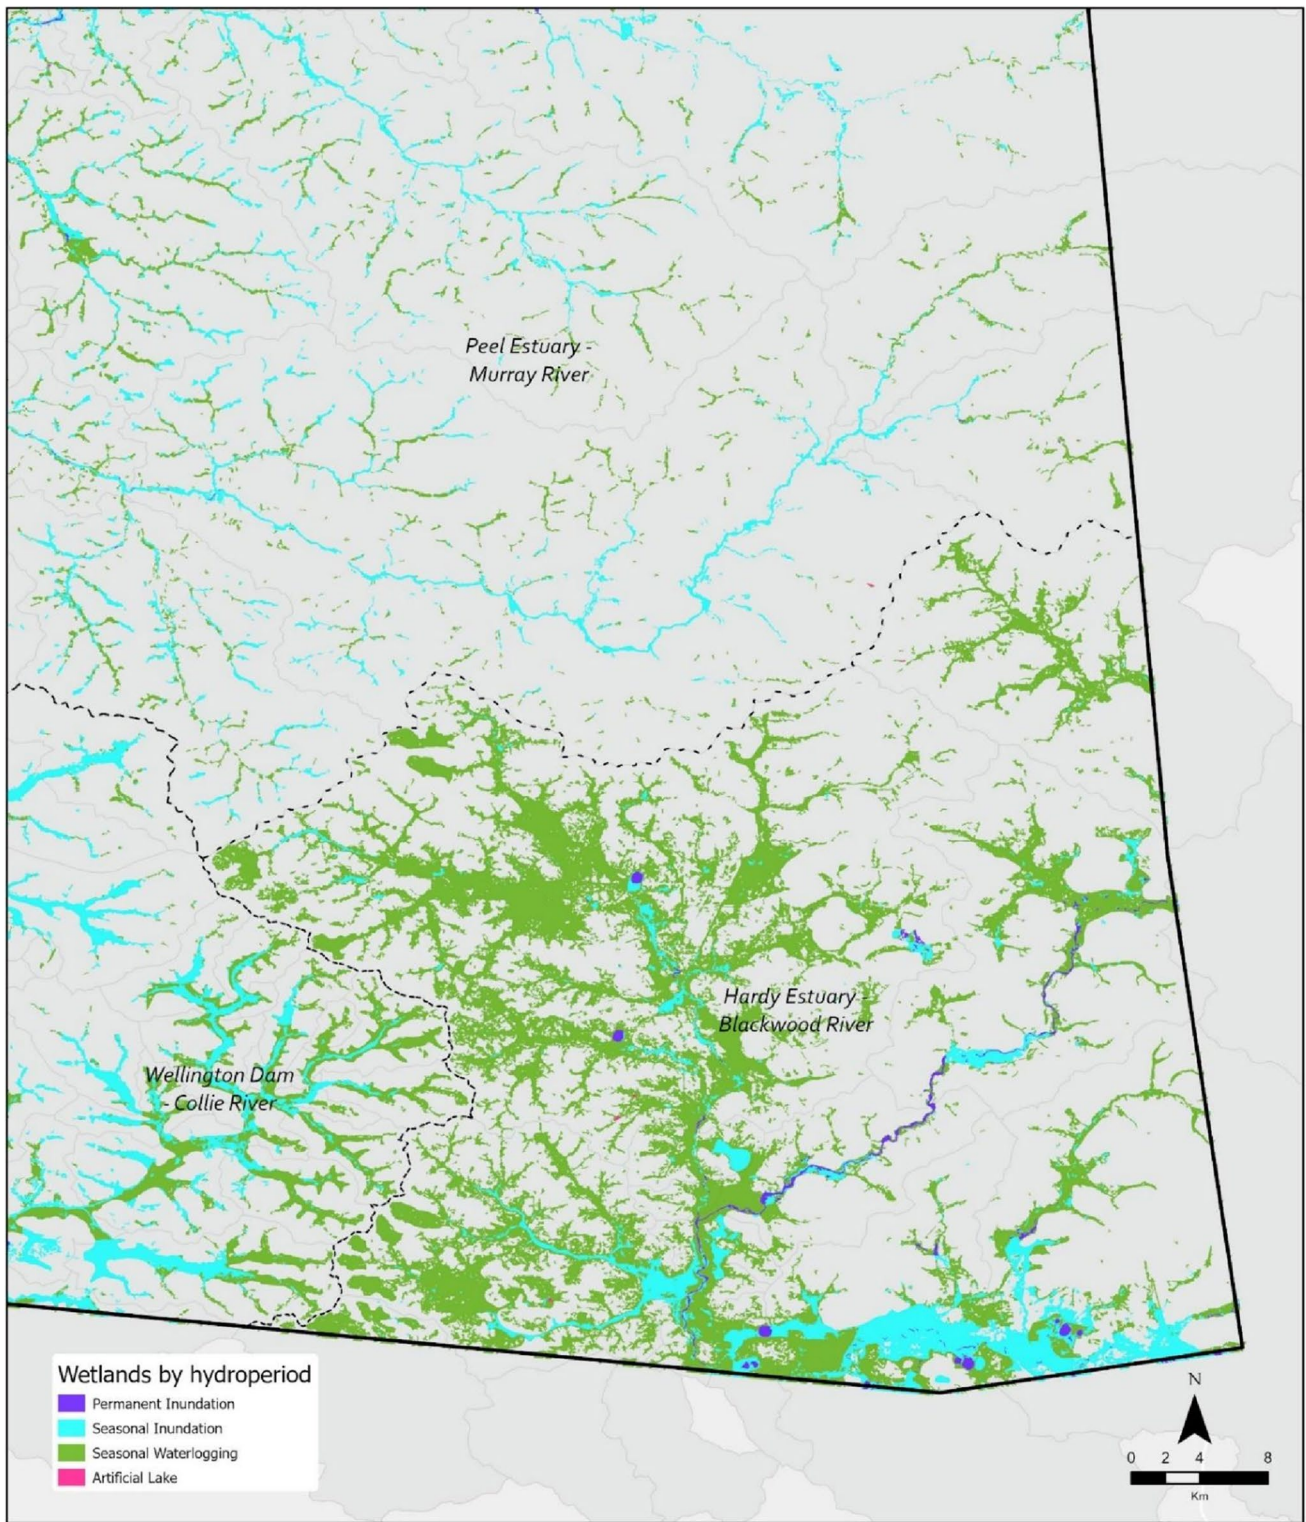 Peel Estuary -
Murray River
Hardy Estuary -
Blackwood River
Wellington Dam
- Collie River
Wetlands by hydroperiod
Permanent Inundation
Seasonal Inundation
Seasonal Waterlogging
Artificial Lake
N
0 2 4 8
Km